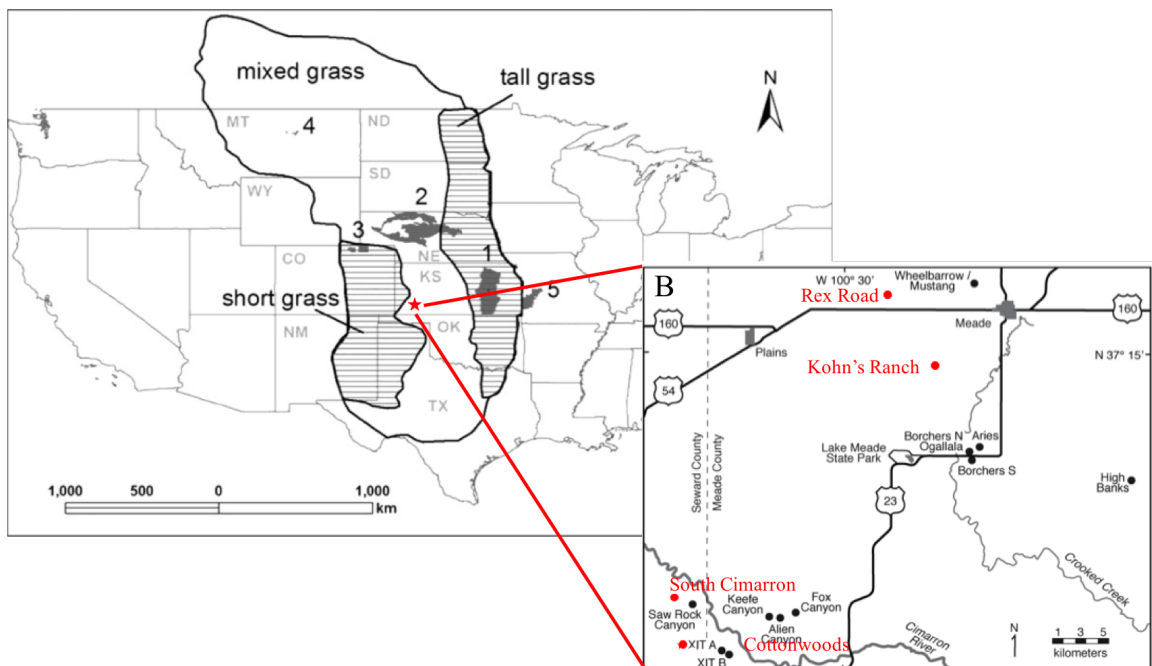 mixed grass
tall grass
N
MT
4
ND
SD
WY
2
3
NE
1
CO
KS
5
short grass
NM
OK
TX
1,000
500
0
1,000
km
B
W 100° 30'
Wheelbarrow /
Mustang
Rex Road
160
160
Meade
Plains
N 37° 15'
Kohn's Ranch
54
Seward County
Meade County
Lake Meade
State Park
Borchers N
Aries
Ogallala
Borchers S
High
Banks
23
Crooked Creek
South Cimarron
Saw Rock
Canyon
Keefe
Canyon
Fox
Canyon
Alien
Canyon
XIT A
XIT B
Cottonwoods
Cimarron
River
N
1 3 5
kilometers